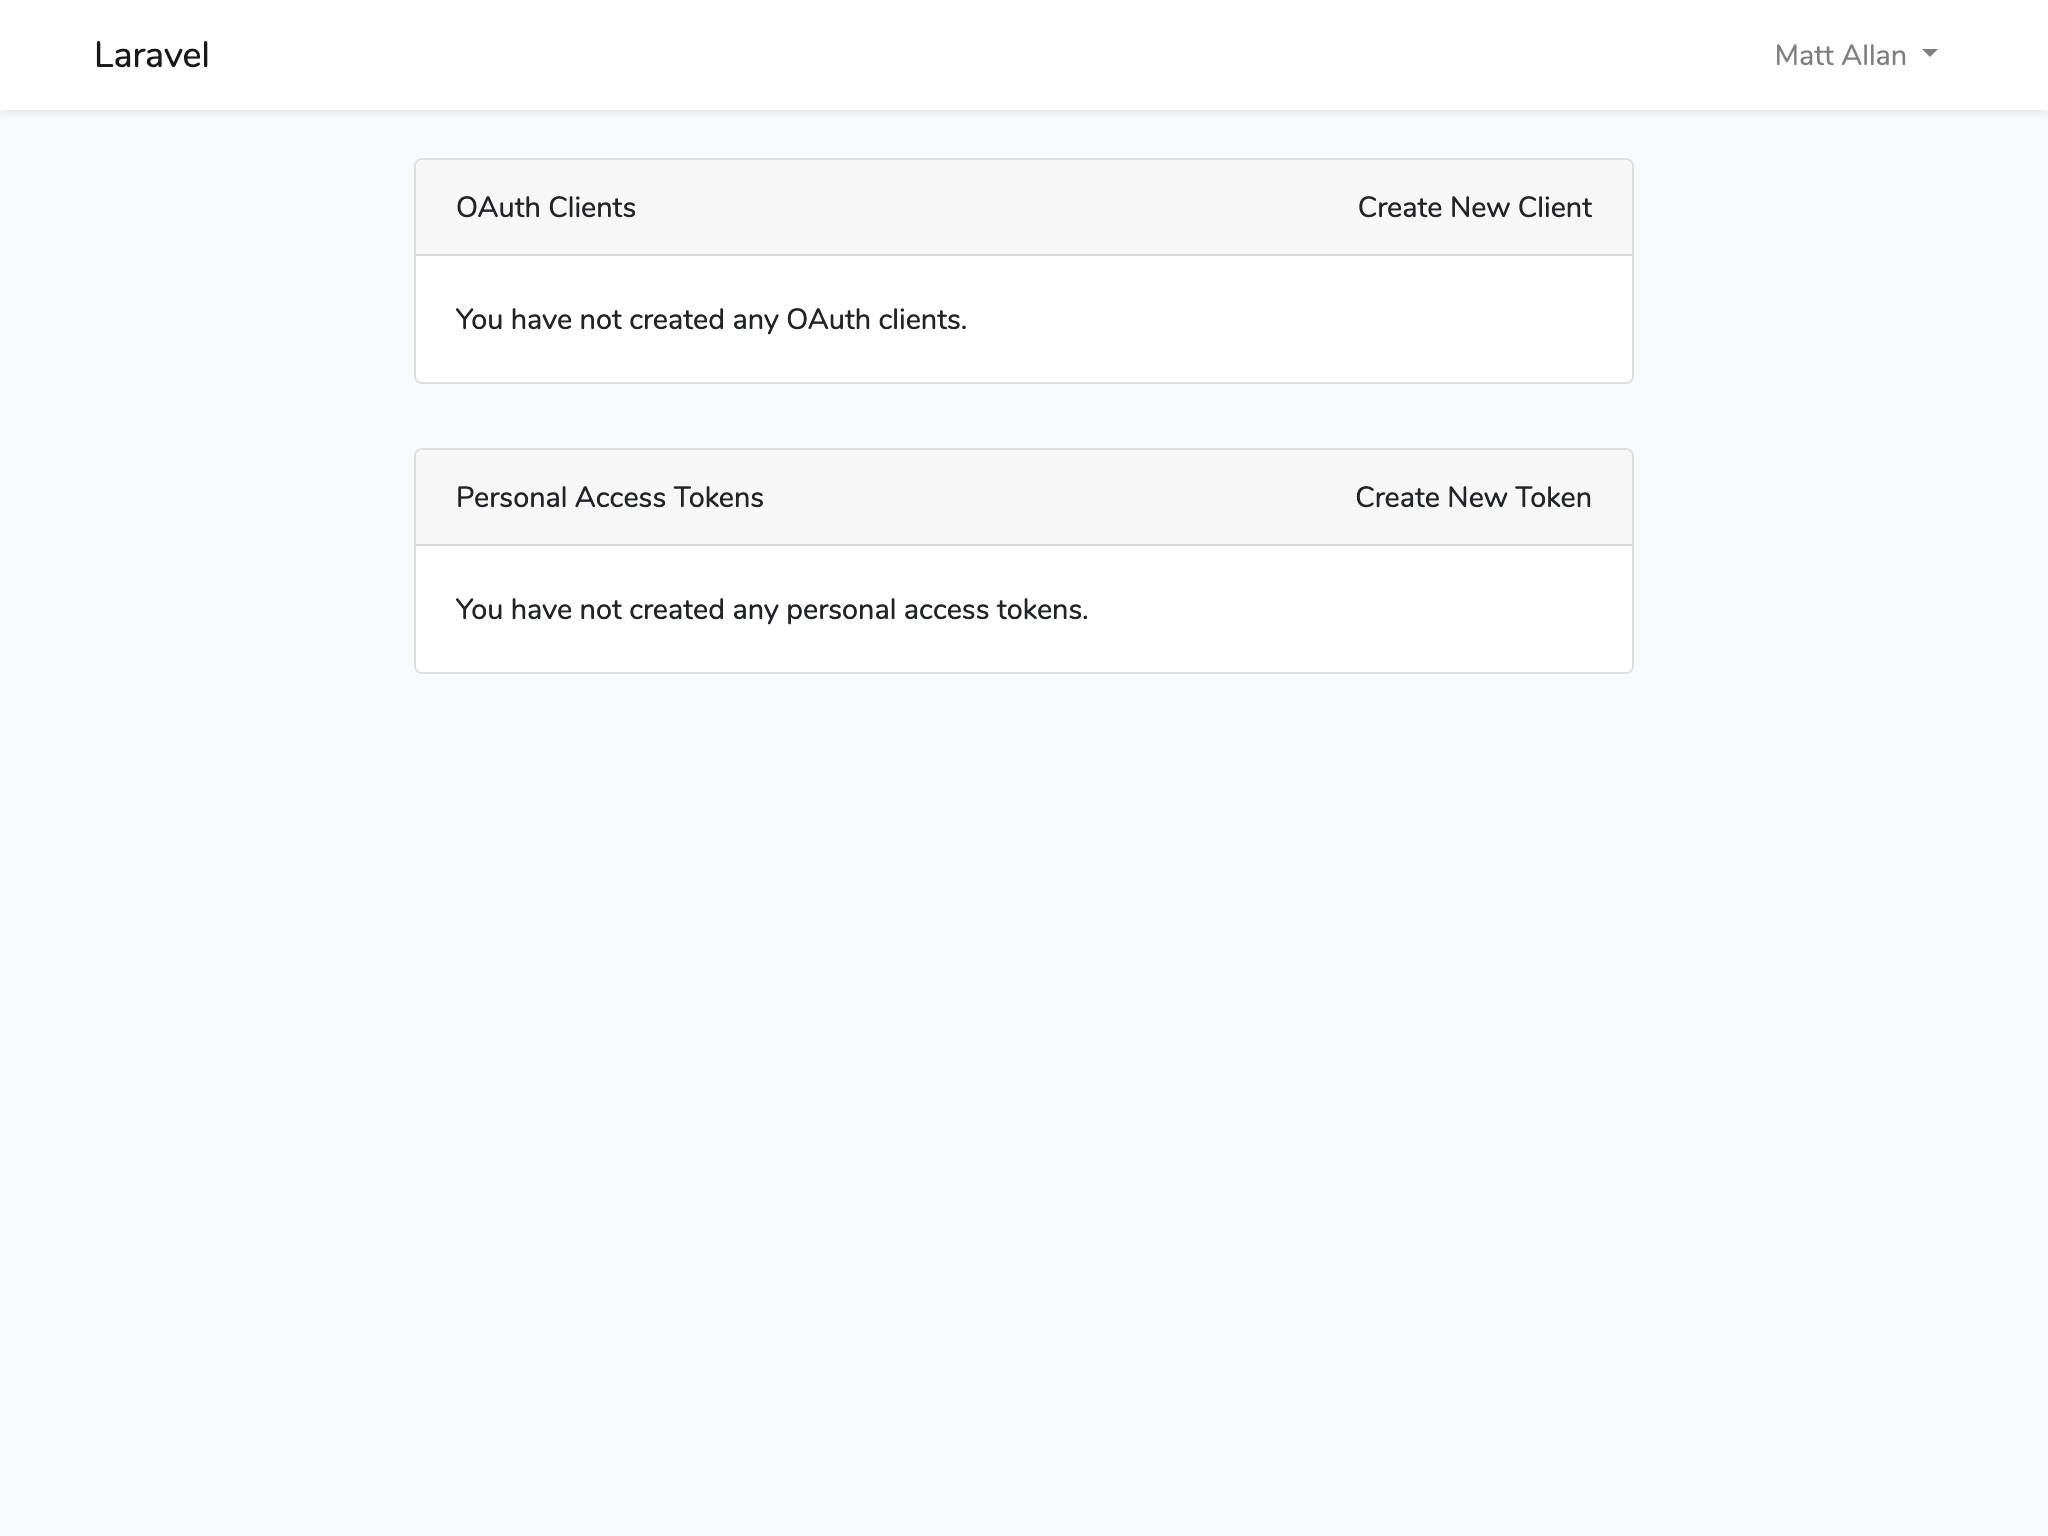 Laravel
Matt Allan
OAuth Clients
Create New Client
You have not created any OAuth clients.
Personal Access Tokens
Create New Token
You have not created any personal access tokens.